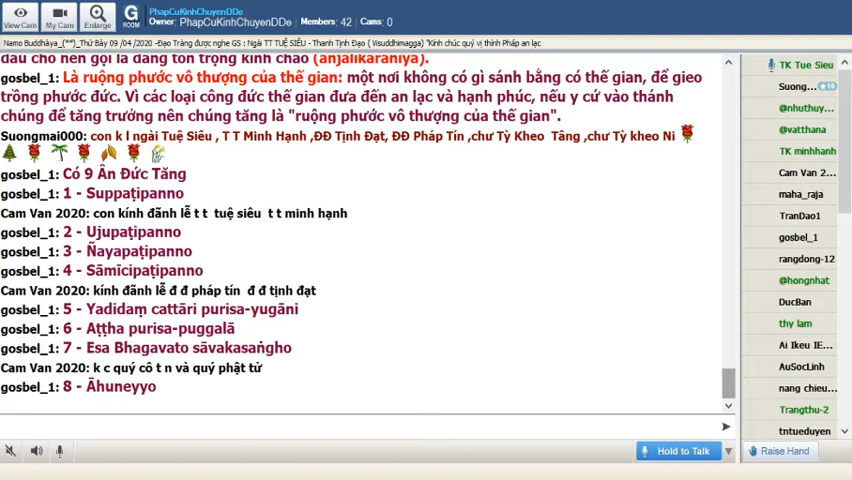 PhapCuKinhChuyenDDe
Owner: PhapCuKinhChuyenDDe Members: 42 Cams: 0
View Cam
My Cam
Enlarge
G ROOM
Namo Buddhàya_(**)_Thứ Bảy 09 /04 /2020 -Đạo Tràng được nghe GS : Ngài TT TUỆ SIÊU - Thanh Tịnh Đạo ( Visuddhimagga) "Kính chúc quý vị thính Pháp an lạc
đầu cho nên gọi là đáng tôn trọng kính chào (añjalikaraniya).
gosbel_1: Là ruộng phước vô thượng của thế gian: một nơi không có gì sánh bằng có thế gian, để gieo
trồng phước đức. Vì các loại công đức thế gian đưa đến an lạc và hạnh phúc, nếu y cứ vào thánh
chúng để tăng trưởng nên chúng tăng là "ruộng phước vô thượng của thế gian".
Suongmai000: con k l ngài Tuệ Siêu , T T Minh Hạnh ,ĐĐ Tịnh Đạt, ĐĐ Pháp Tín ,chư Tỳ Kheo Tăng ,chư Tỳ kheo Ni
gosbel_1: Có 9 Ân Đức Tăng
gosbel_1: 1 - Suppaṭipanno
Cam Van 2020: con kính đãnh lễ t t tuệ siêu t t minh hạnh
gosbel_1: 2 - Ujupaṭipanno
gosbel_1: 3 - Ñayapaṭipanno
gosbel_1: 4 - Sāmīcipaṭipanno
Cam Van 2020: kính đãnh lễ đ đ pháp tín đ đ tịnh đạt
gosbel_1: 5 - Yadidaṃ cattāri purisa-yugāni
gosbel_1: 6 - Aṭṭha purisa-puggalā
gosbel_1: 7 - Esa Bhagavato sāvakasaṅgho
Cam Van 2020: k c quý cô t n và quý phật tử
gosbel_1: 8 - Āhuneyyo
TK Tue Sieu
Suong... 10
@nhuthuy...
@vatthana
TK minhhanh
Cam Van 2...
maha_raja
TranDao1
gosbel_1
rangdong-12
@hongnhat
DucBan
thy lam
Ai Ikeu IE...
AuSocLinh
nang chieu...
Trangthu-2
tntueduyen
Hold to Talk
Raise Hand